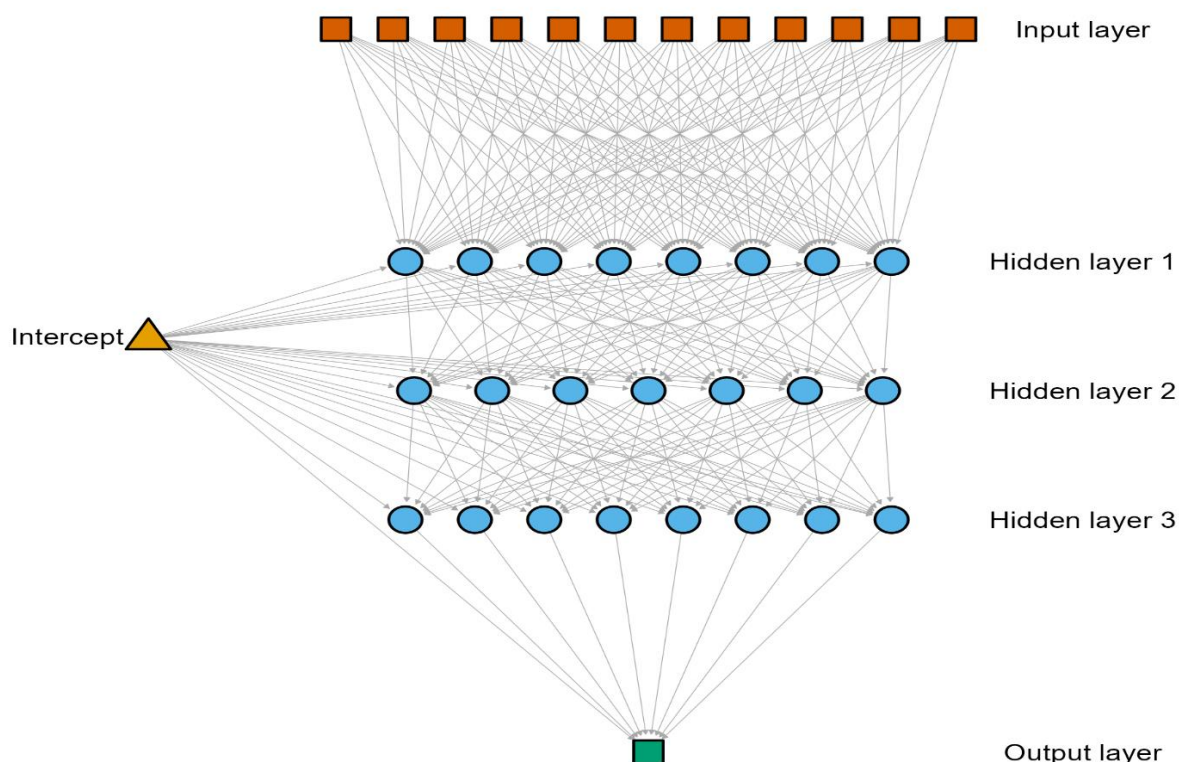 Input layer
Hidden layer 1
Intercept
Hidden layer 2
Hidden layer 3
Output layer